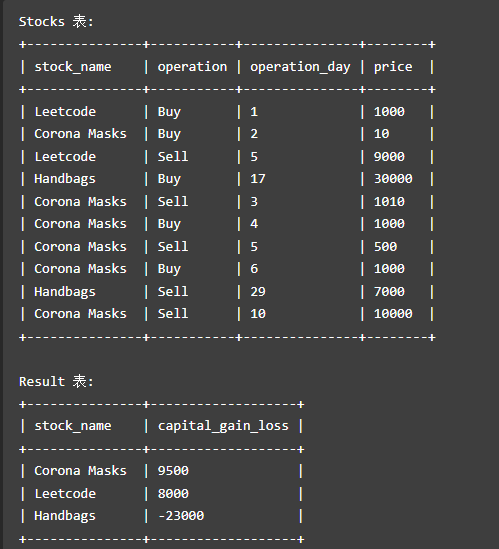 Stocks 表:
+---------------+-----------+---------------+--------+
| stock_name    | operation | operation_day | price  |
+---------------+-----------+---------------+--------+
| Leetcode      | Buy       | 1             | 1000   |
| Corona Masks  | Buy       | 2             | 10     |
| Leetcode      | Sell      | 5             | 9000   |
| Handbags      | Buy       | 17            | 30000  |
| Corona Masks  | Sell      | 3             | 1010   |
| Corona Masks  | Buy       | 4             | 1000   |
| Corona Masks  | Sell      | 5             | 500    |
| Corona Masks  | Buy       | 6             | 1000   |
| Handbags      | Sell      | 29            | 7000   |
| Corona Masks  | Sell      | 10            | 10000  |
+---------------+-----------+---------------+--------+
Result 表:
+---------------+-------------------+
| stock_name    | capital_gain_loss |
+---------------+-------------------+
| Corona Masks  | 9500              |
| Leetcode      | 8000              |
| Handbags      | -23000            |
+---------------+-------------------+